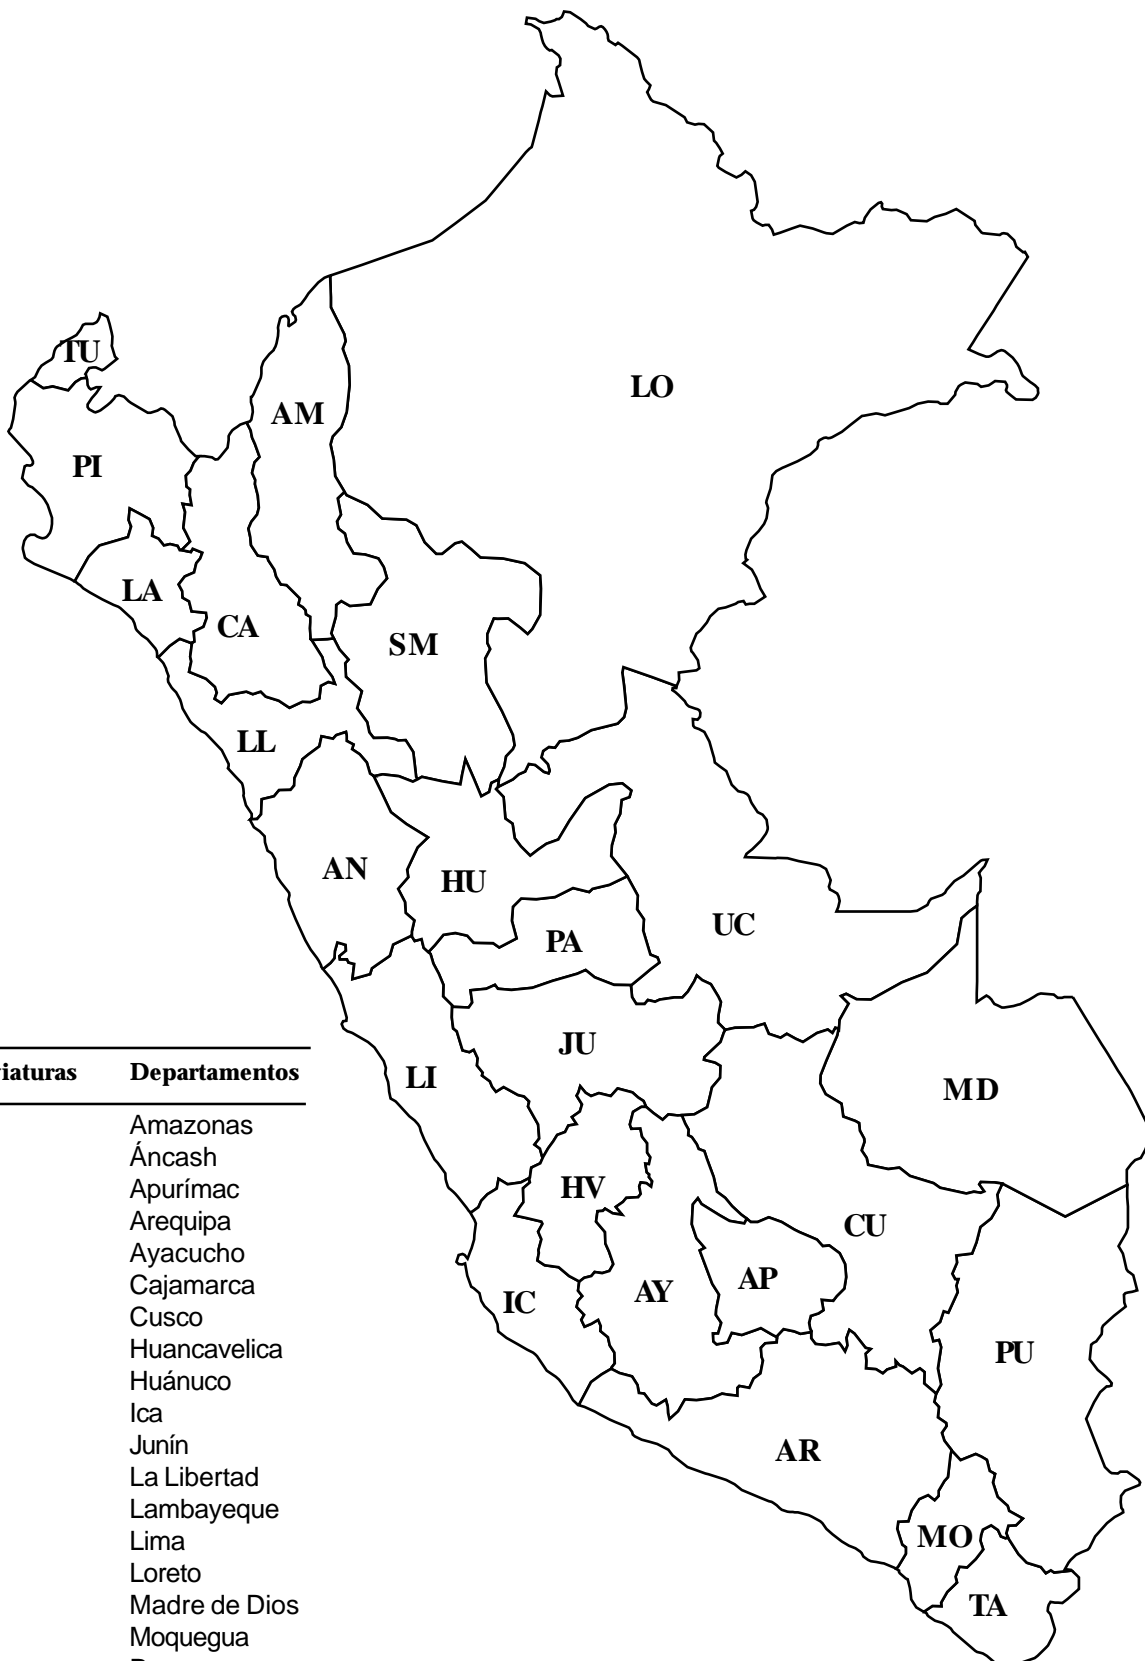 TU
LO
AM
PI
LA
CA
SM
LL
AN
HU
UC
PA
JU
LI
MD
HV
CU
AP
AY
IC
PU
AR
MO
TA
iaturas Departamentos
Amazonas
Áncash
Apurímac
Arequipa
Ayacucho
Cajamarca
Cusco
Huancavelica
Huánuco
Ica
Junín
La Libertad
Lambayeque
Lima
Loreto
Madre de Dios
Moquegua